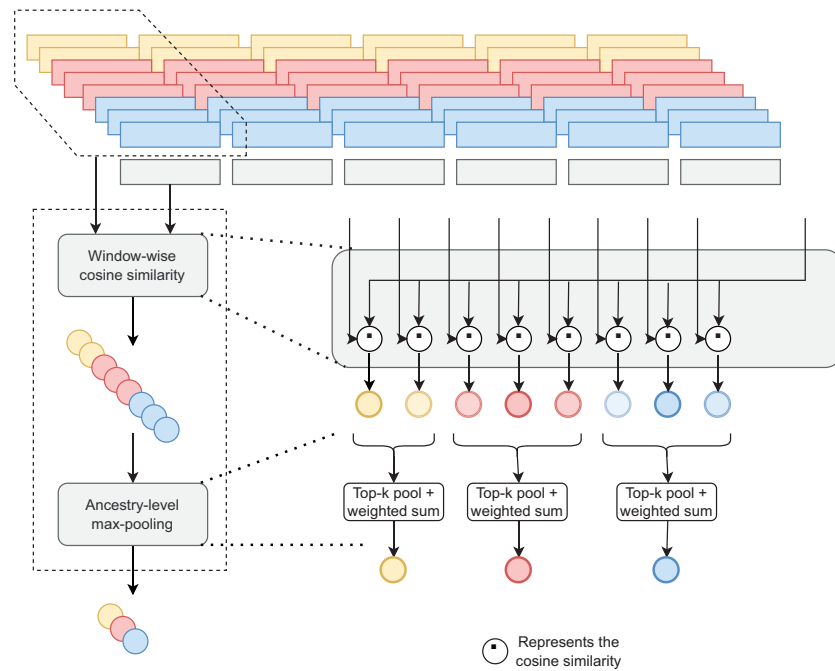 Window-wise
cosine similarity
Ancestry-level
max-pooling
Top-k pool +
weighted sum
Top-k pool +
weighted sum
Top-k pool +
weighted sum
Represents the
cosine similarity